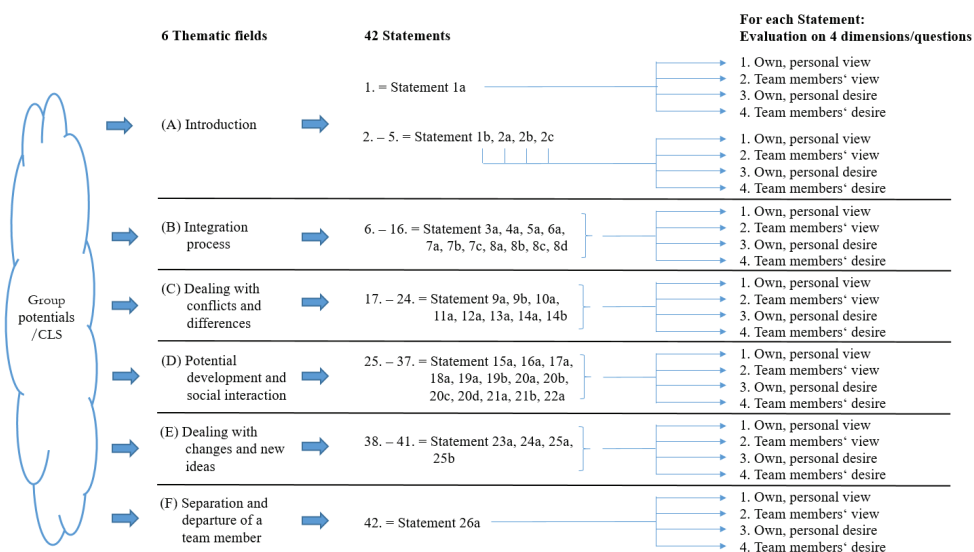 For each Statement:
6 Thematic fields
42 Statements
Evaluation on 4 dimensions/questions
Group
potentials
/CLS
(A) Introduction
1. = Statement 1a
1. Own, personal view
2. Team members‘ view
3. Own, personal desire
4. Team members‘ desire
2. – 5. = Statement 1b, 2a, 2b, 2c
1. Own, personal view
2. Team members‘ view
3. Own, personal desire
4. Team members‘ desire
(B) Integration
process
6. – 16. = Statement 3a, 4a, 5a, 6a,
7a, 7b, 7c, 8a, 8b, 8c, 8d
1. Own, personal view
2. Team members‘ view
3. Own, personal desire
4. Team members‘ desire
(C) Dealing with
conflicts and
differences
17. – 24. = Statement 9a, 9b, 10a,
11a, 12a, 13a, 14a, 14b
1. Own, personal view
2. Team members‘ view
3. Own, personal desire
4. Team members‘ desire
(D) Potential
development and
social interaction
25. – 37. = Statement 15a, 16a, 17a,
18a, 19a, 19b, 20a, 20b,
20c, 20d, 21a, 21b, 22a
1. Own, personal view
2. Team members‘ view
3. Own, personal desire
4. Team members‘ desire
(E) Dealing with
changes and new
ideas
38. – 41. = Statement 23a, 24a, 25a,
25b
1. Own, personal view
2. Team members‘ view
3. Own, personal desire
4. Team members‘ desire
(F) Separation and
departure of a
team member
42. = Statement 26a
1. Own, personal view
2. Team members‘ view
3. Own, personal desire
4. Team members‘ desire